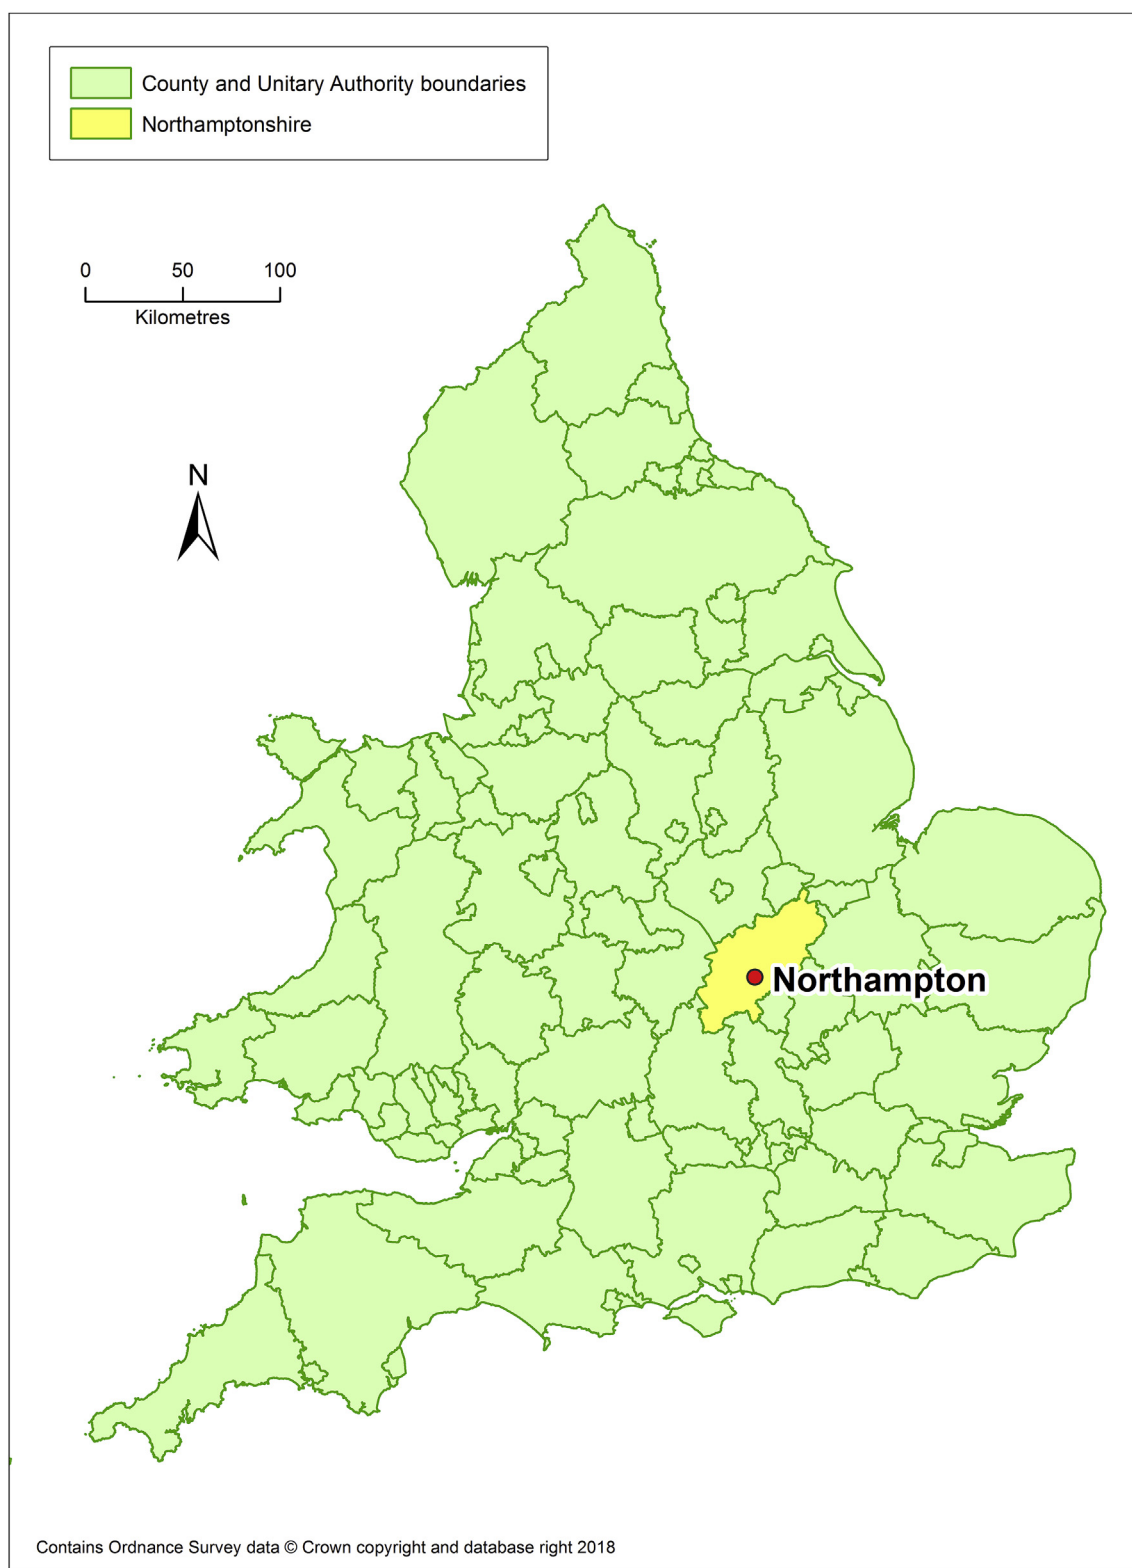 County and Unitary Authority boundaries
Northamptonshire
0 50 100
Kilometres
N
Northampton
Contains Ordnance Survey data © Crown copyright and database right 2018